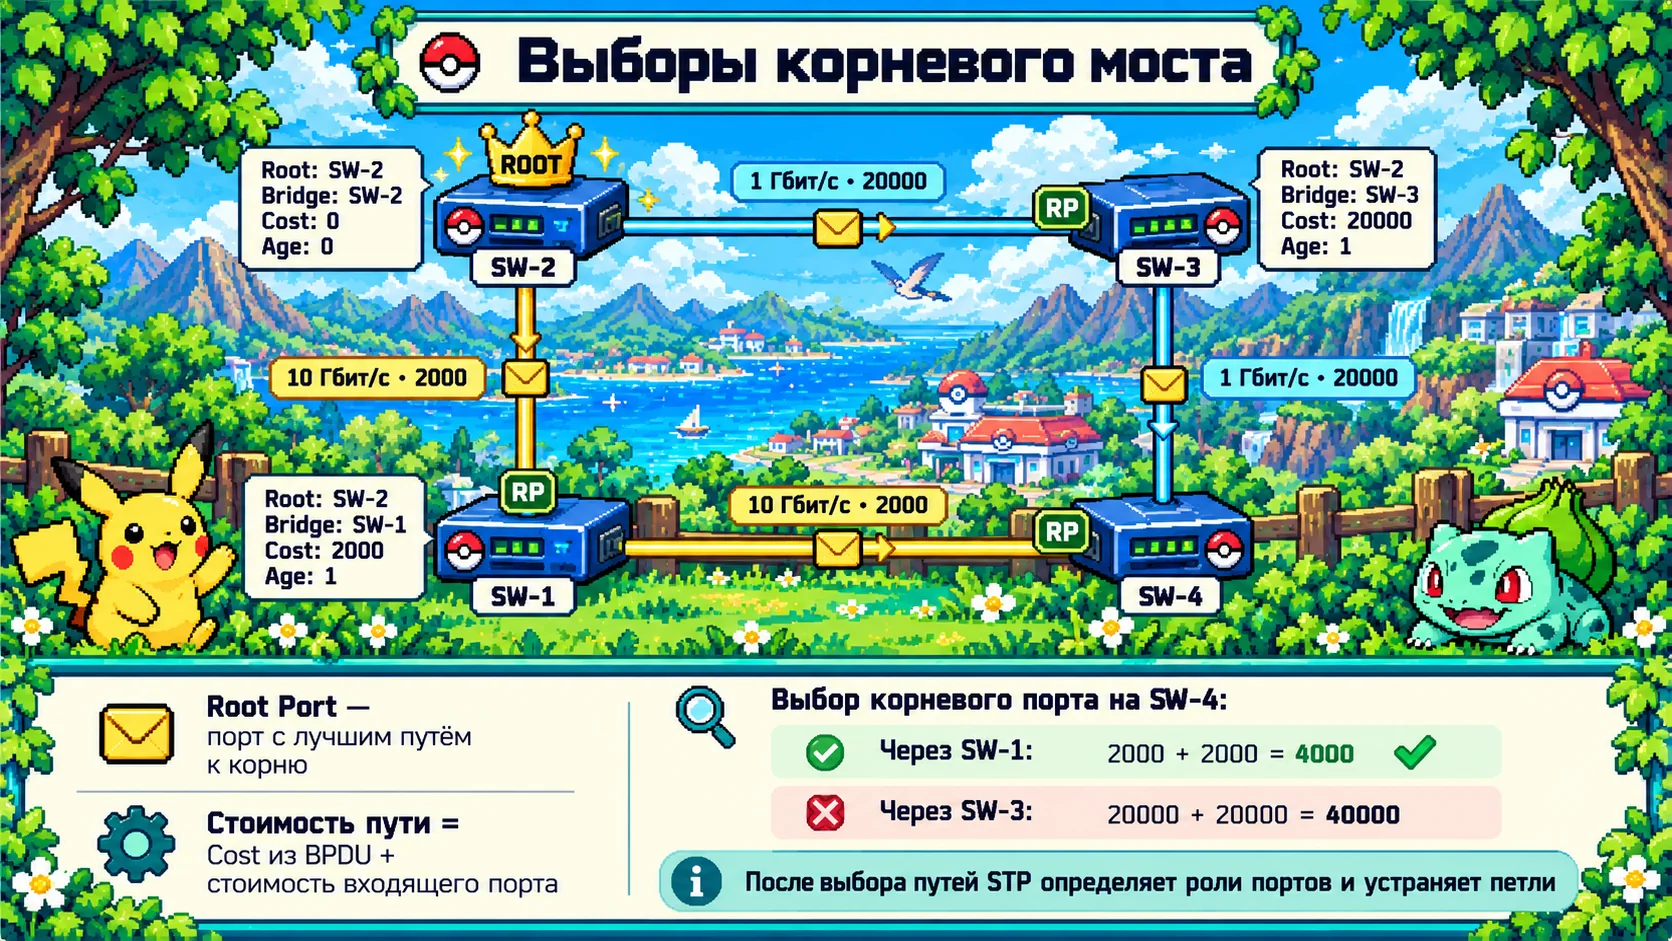 Выборы корневого моста
ROOT
Root: SW-2
Bridge: SW-2
Cost: 0
Age: 0
SW-2
1 Гбит/с • 20000
RP
SW-3
Root: SW-2
Bridge: SW-3
Cost: 20000
Age: 1
10 Гбит/с • 2000
1 Гбит/с • 20000
Root: SW-2
Bridge: SW-1
Cost: 2000
Age: 1
RP
SW-1
10 Гбит/с • 2000
RP
SW-4
Root Port —
порт с лучшим путём
к корню
Стоимость пути =
Cost из BPDU +
стоимость входящего порта
Выбор корневого порта на SW-4:
Через SW-1: 2000 + 2000 = 4000
Через SW-3: 20000 + 20000 = 40000
i После выбора путей STP определяет роли портов и устраняет петли